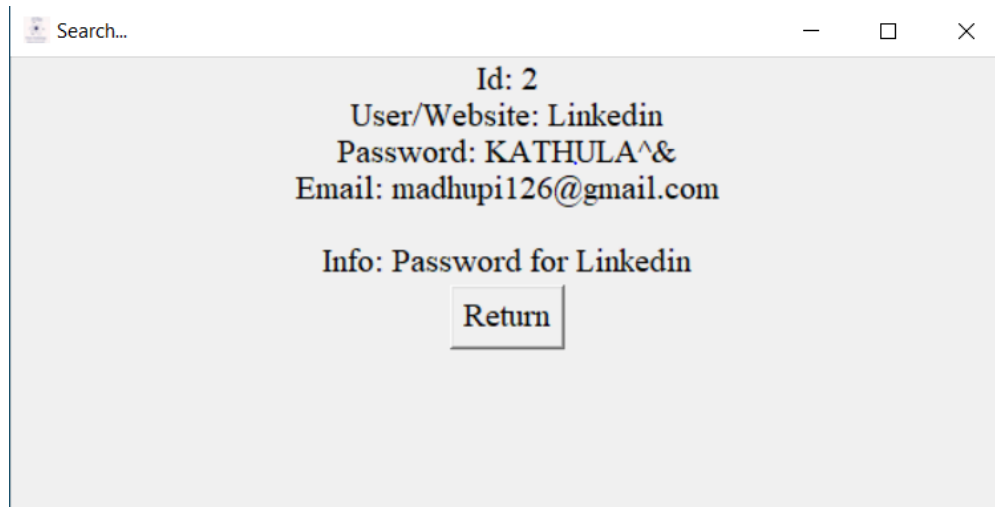 Search...
Id: 2
User/Website: Linkedin
Password: KATHULA^&
Email: madhupi126@gmail.com
Info: Password for Linkedin
Return